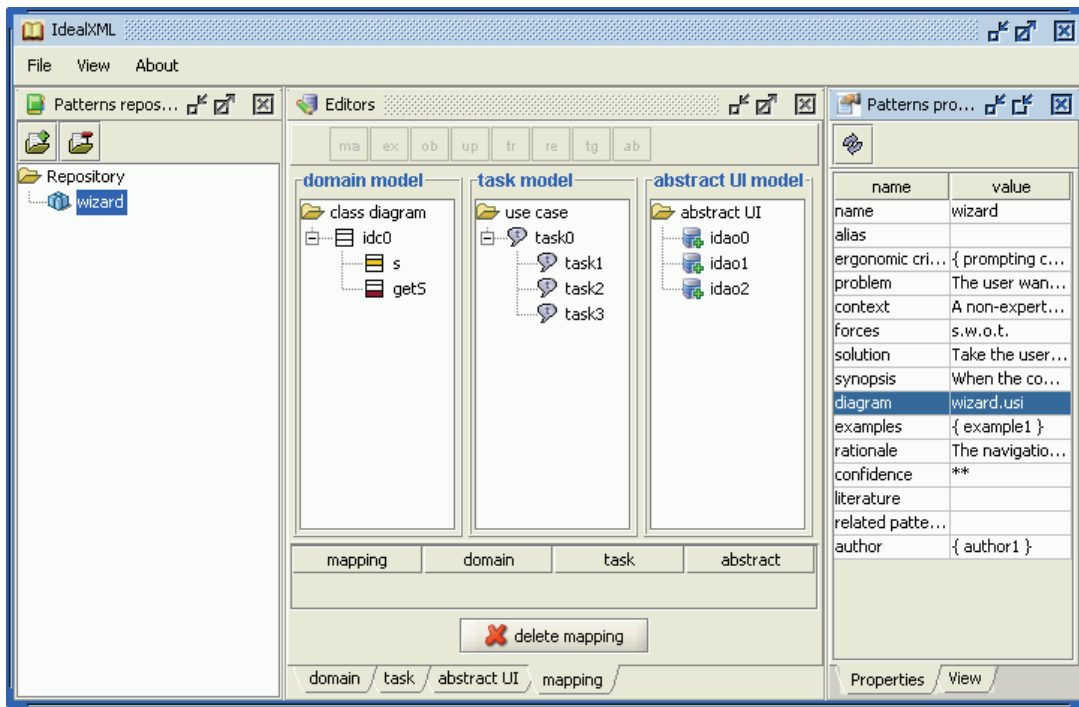 IdealXML
File View About
Patterns repos...
Repository
wizard
Editors
ma ex ob up tr re tg ab
domain model
class diagram
idc0
s
getS
task model
use case
task0
task1
task2
task3
abstract UI model
abstract UI
idao0
idao1
idao2
mapping domain task abstract
delete mapping
domain task abstract UI mapping
Patterns pro...
name value
name wizard
alias
ergonomic cri... { prompting c...
problem The user wan...
context A non-expert...
forces s.w.o.t.
solution Take the user...
synopsis When the co...
diagram wizard.usi
examples { example1 }
rationale The navigatio...
confidence **
literature
related patte...
author { author1 }
Properties View